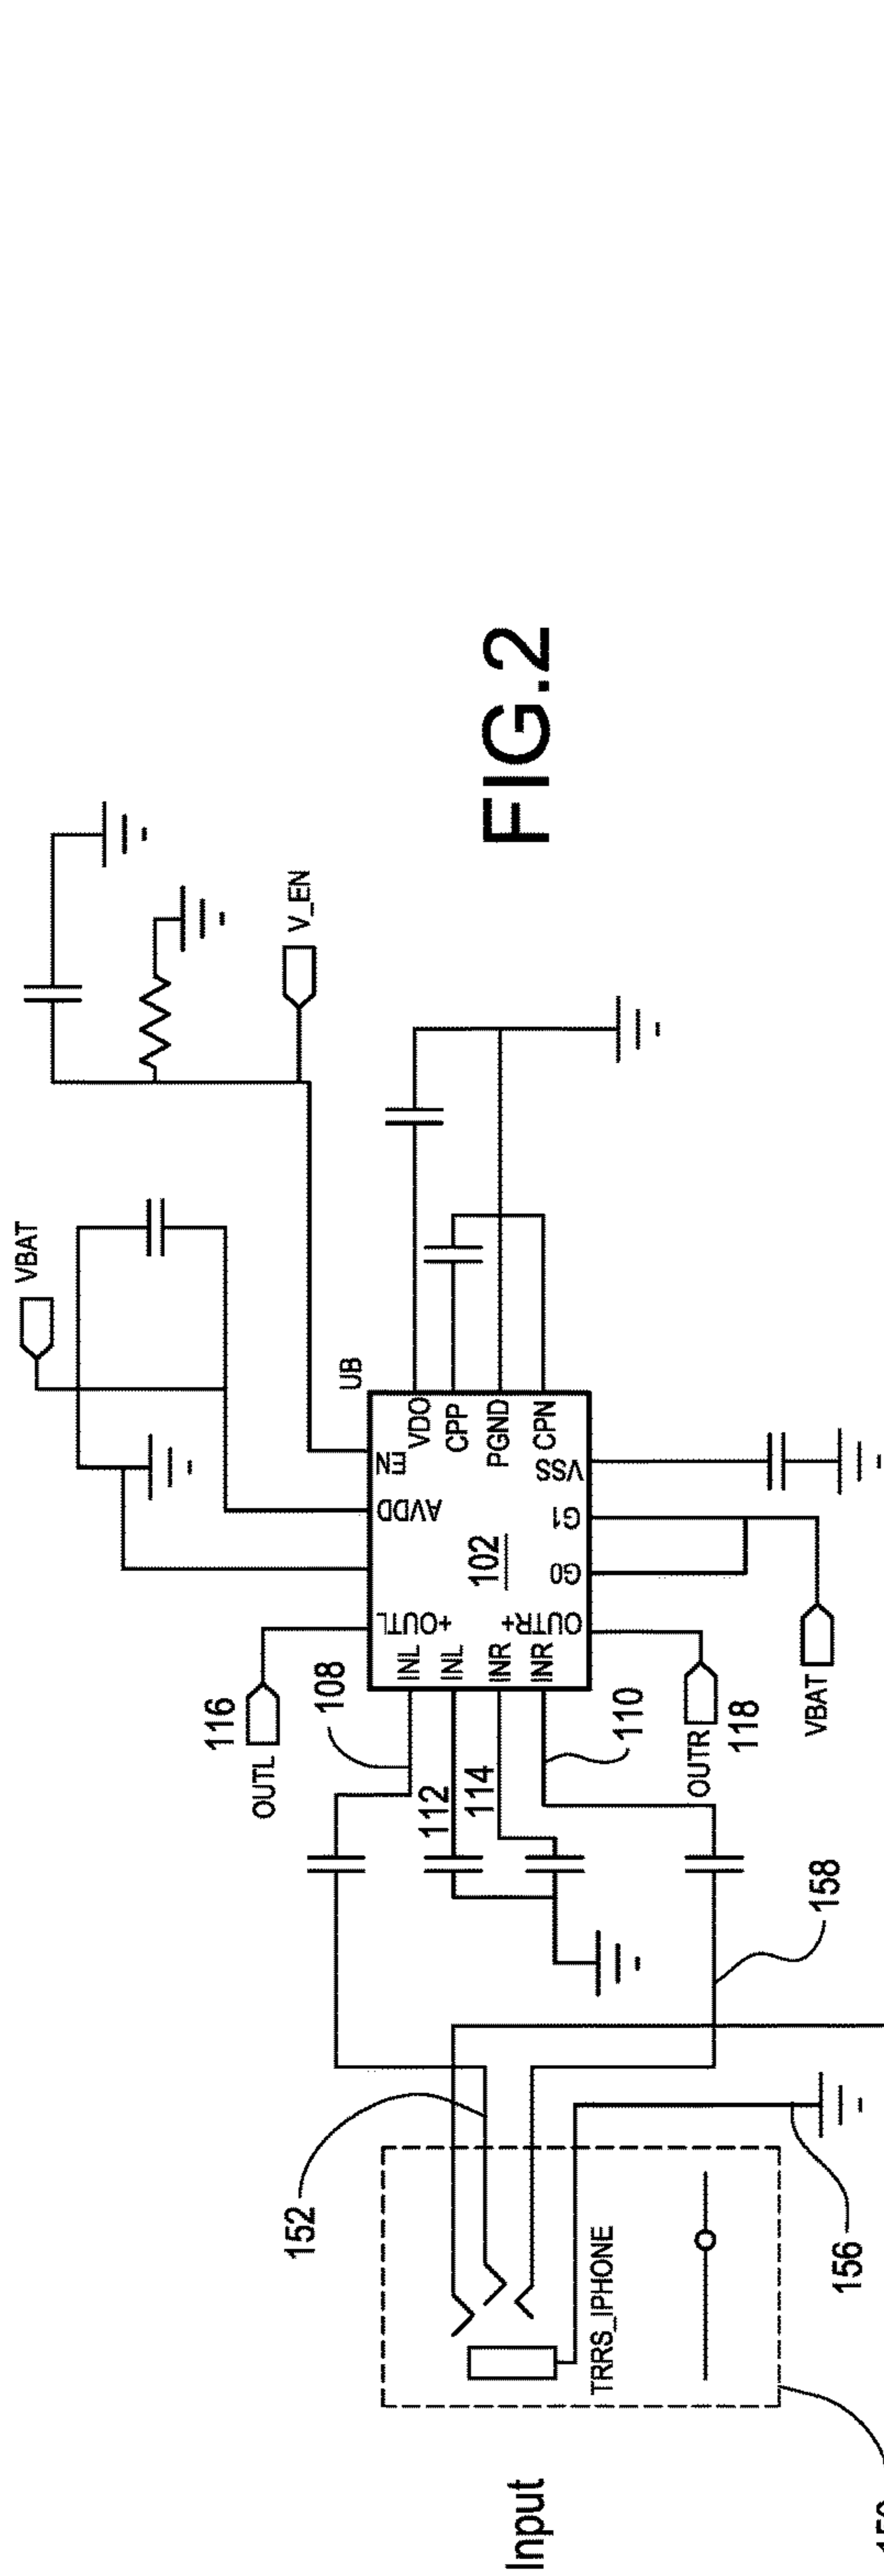 VBAT
V_EN
UB
EN
AVDD
+OUTL
VDO
CPP
PGND
CPN
VSS
G1
G0
OUTR+
INL
INL
INR
INR
102
116
OUTL
108
112
114
110
OUTR
118
VBAT
152
158
156
TRRS_IPHONE
Input
FIG.2